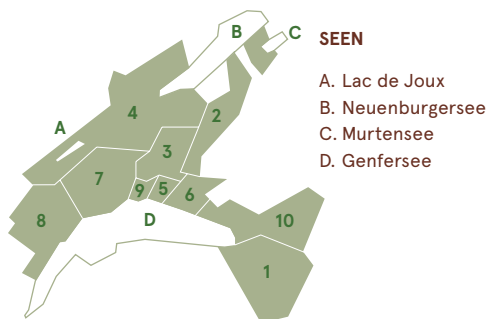 B
C
SEEN
A. Lac de Joux
B. Neuenburgersee
C. Murtensee
D. Genfersee
4
2
A
3
7
9
5
6
8
D
10
1